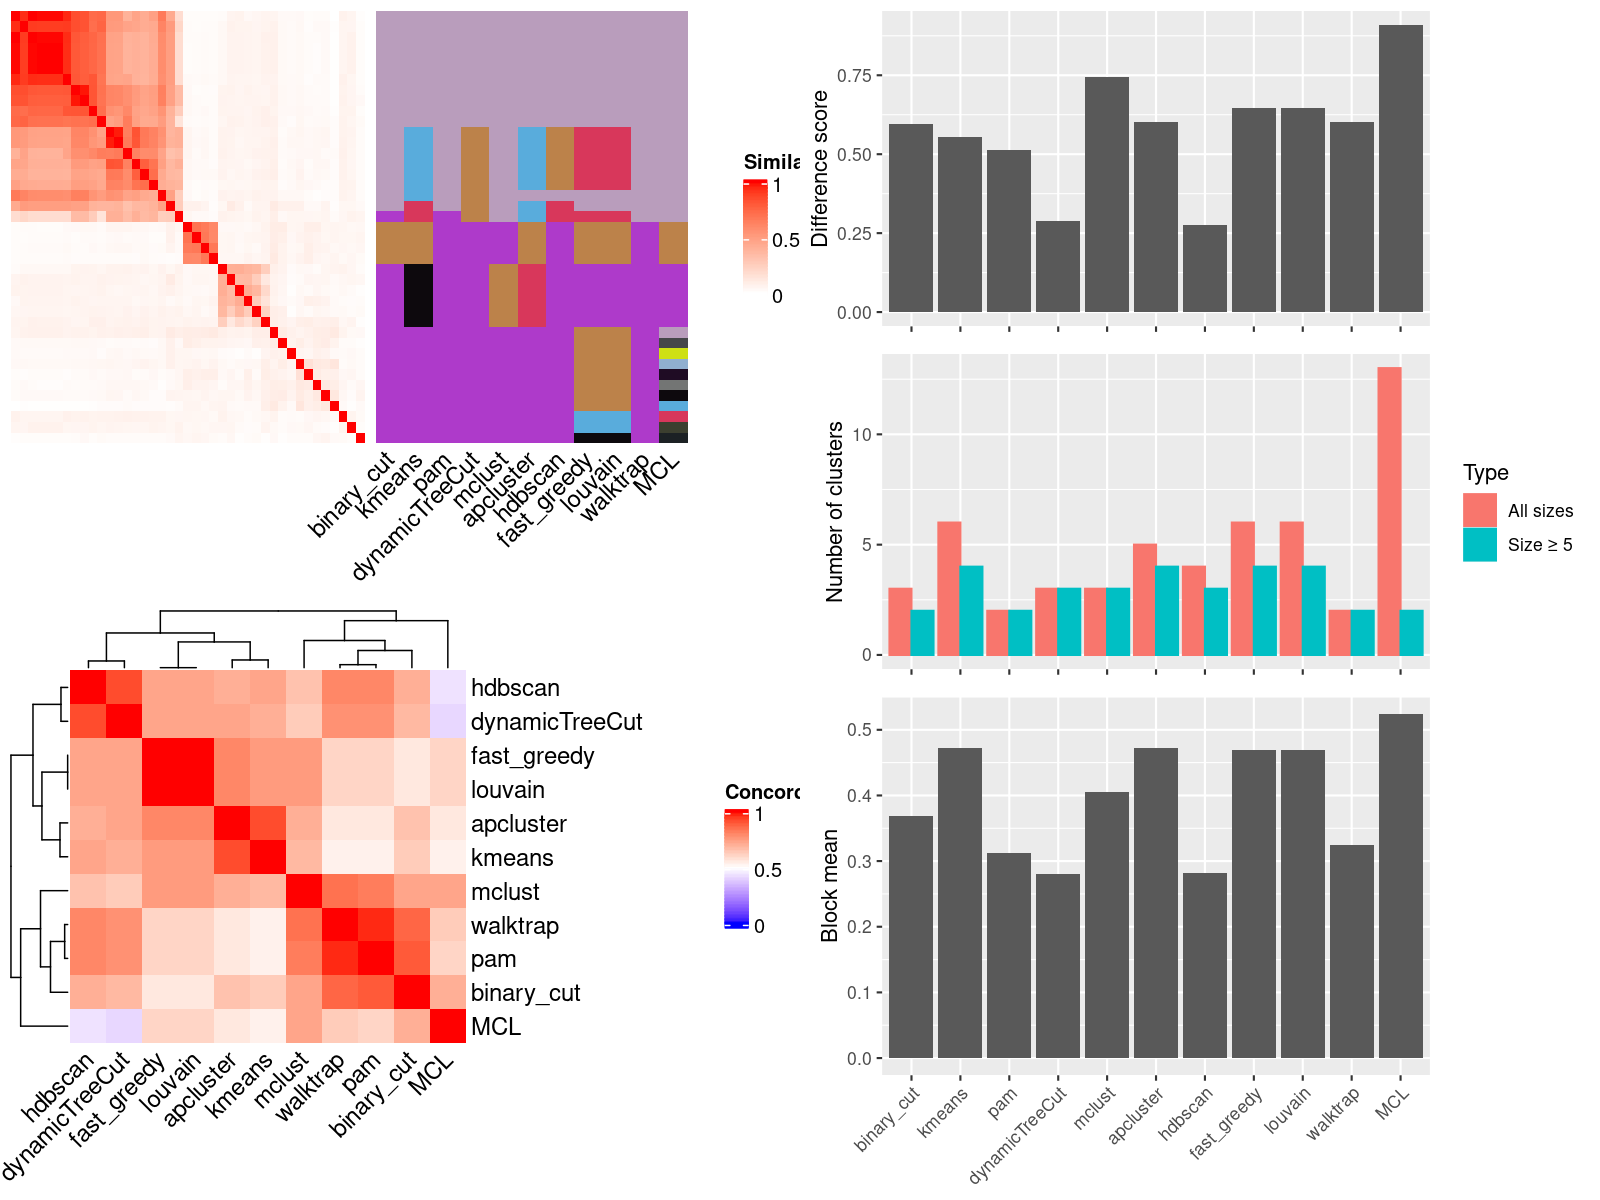 Simila
1
0.5
0
binary_cut
kmeans
pam
dynamicTreeCut
mclust
apcluster
hdbscan
fast_greedy
louvain
walktrap
MCL
hdbscan
dynamicTreeCut
fast_greedy
louvain
apcluster
kmeans
mclust
walktrap
pam
binary_cut
MCL
hdbscan
dynamicTreeCut
fast_greedy
louvain
apcluster
kmeans
mclust
walktrap
pam
binary_cut
MCL
Concord
1
0.5
0
Difference score
0.75
0.50
0.25
0.00
Number of clusters
10
5
0
Type
All sizes
Size ≥ 5
Block mean
0.5
0.4
0.3
0.2
0.1
0.0
binary_cut
kmeans
pam
dynamicTreeCut
mclust
apcluster
hdbscan
fast_greedy
louvain
walktrap
MCL